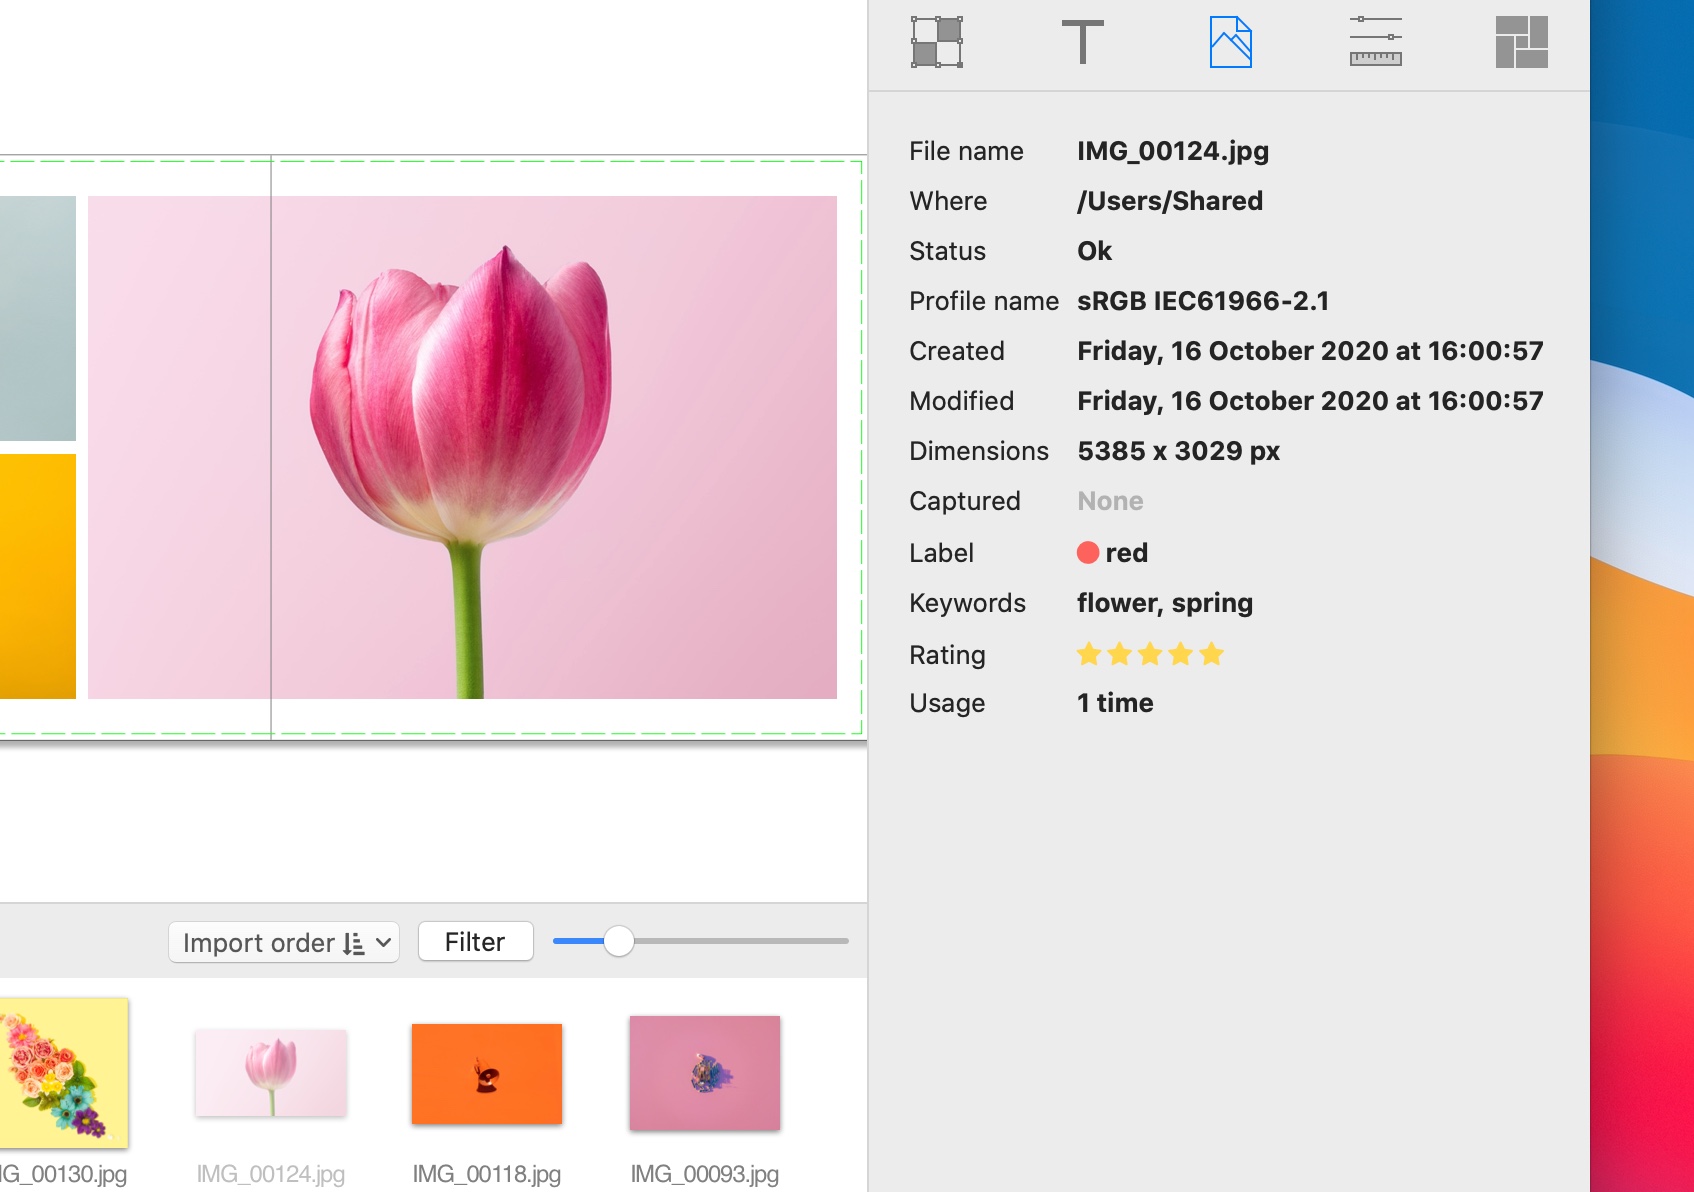 File name IMG_00124.jpg
Where /Users/Shared
Status Ok
Profile name sRGB IEC61966-2.1
Created Friday, 16 October 2020 at 16:00:57
Modified Friday, 16 October 2020 at 16:00:57
Dimensions 5385 x 3029 px
Captured None
Label red
Keywords flower, spring
Rating
Usage 1 time
Import order Filter
G_00130.jpg IMG_00124.jpg IMG_00118.jpg IMG_00093.jpg